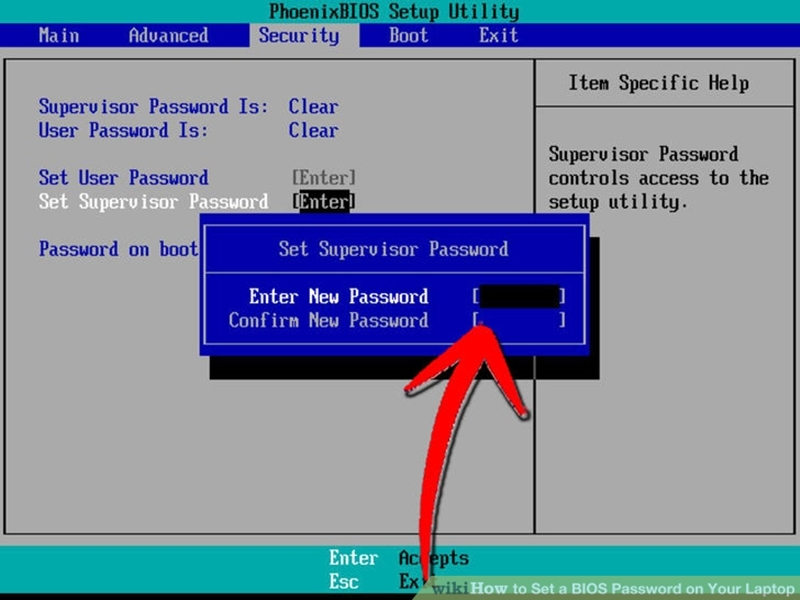 PhoenixBIOS Setup Utility
Main Advanced Security Boot Exit
Item Specific Help
Supervisor Password Is: Clear
User Password Is: Clear
Supervisor Password
controls access to the
setup utility.
Set User Password [Enter]
Set Supervisor Password [Enter]
Password on boot
Set Supervisor Password
Enter New Password [ ]
Confirm New Password [ ]
Enter Accepts
Esc
wikiHow to Set a BIOS Password on Your Laptop